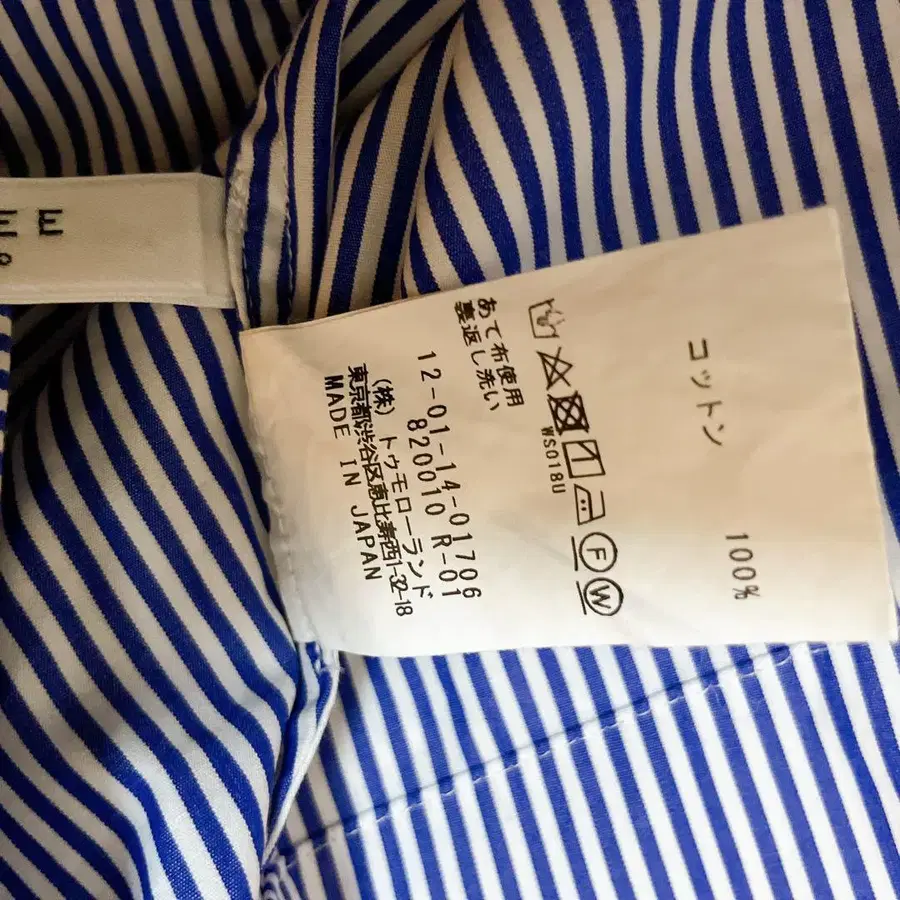 コットン 100%
WS018U
あて布使用
裏返し洗い
12-01-14-01706
820010 R-01
(株) トゥモローランド
東京都渋谷区恵比寿西1-32-18
MADE IN JAPAN